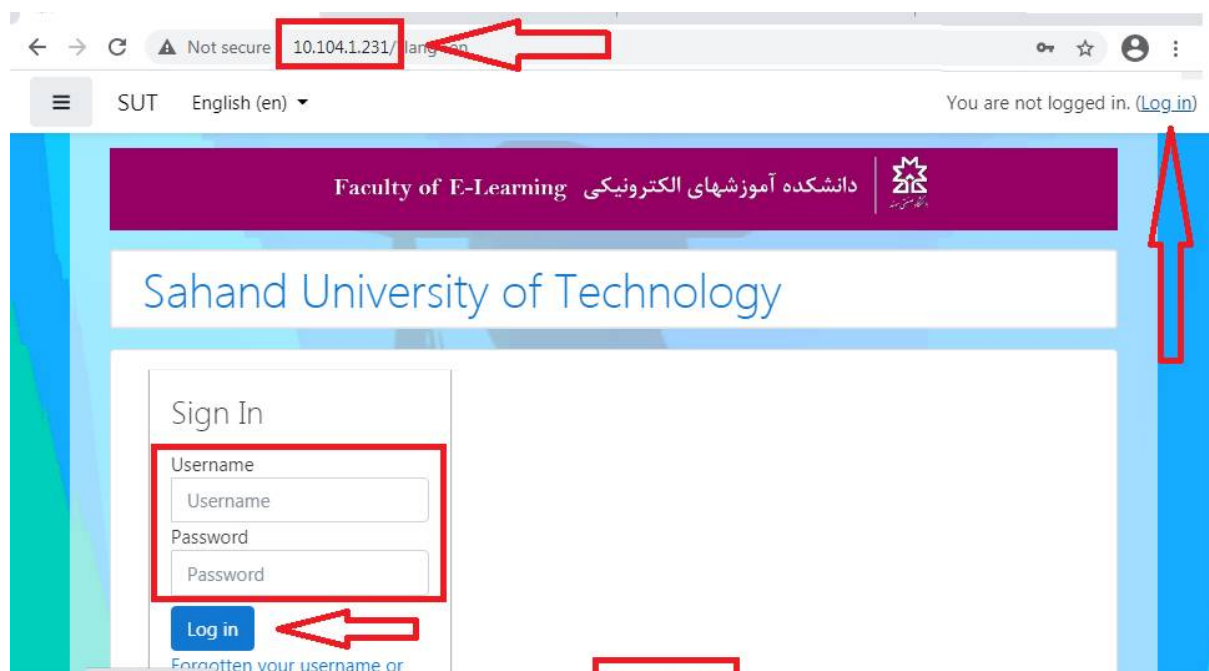 Not secure 10.104.1.231/
SUT English (en)
You are not logged in. (Log in)
Faculty of E-Learning دانشکده آموزشهای الکترونیکی
Sahand University of Technology
Sign In
Username
Username
Password
Password
Log in
Forgotten your username or